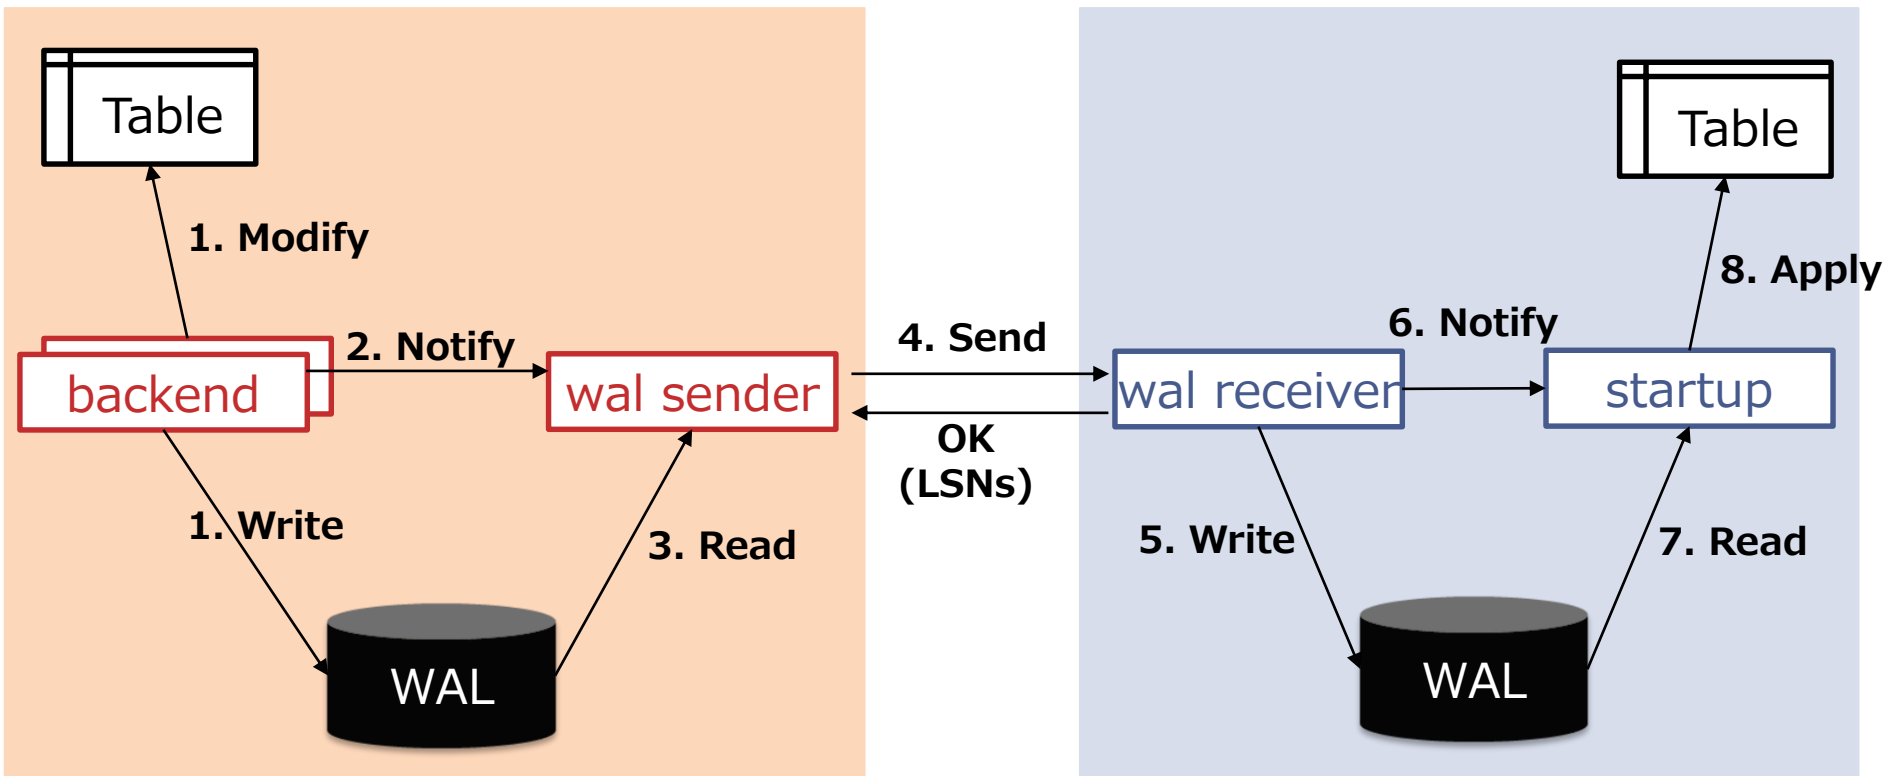 Table
1. Modify
backend
2. Notify
wal sender
1. Write
3. Read
WAL
4. Send
OK
(LSNs)
Table
8. Apply
6. Notify
wal receiver
startup
5. Write
7. Read
WAL